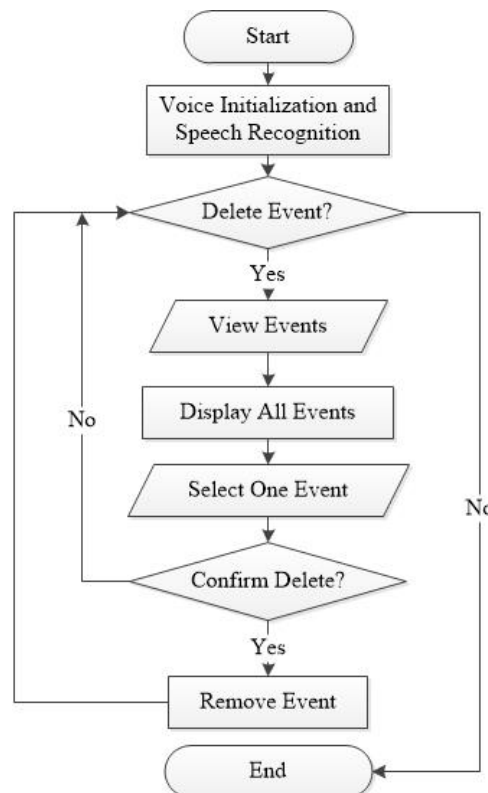 Start
Voice Initialization and
Speech Recognition
Delete Event?
Yes
View Events
Display All Events
No
Select One Event
No
Confirm Delete?
Yes
Remove Event
End